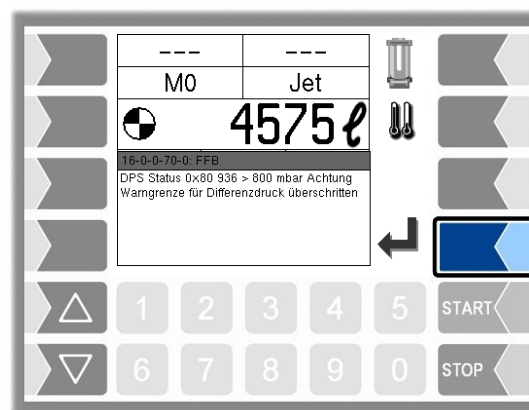 --- ---
M0 Jet
4575 ℓ
16-0-0-70-0: FFB
DPS Status 0x80 936 > 800 mbar Achtung
Warngrenze für Differenzdruck überschritten
1 2 3 4 5 START
6 7 8 9 0 STOP